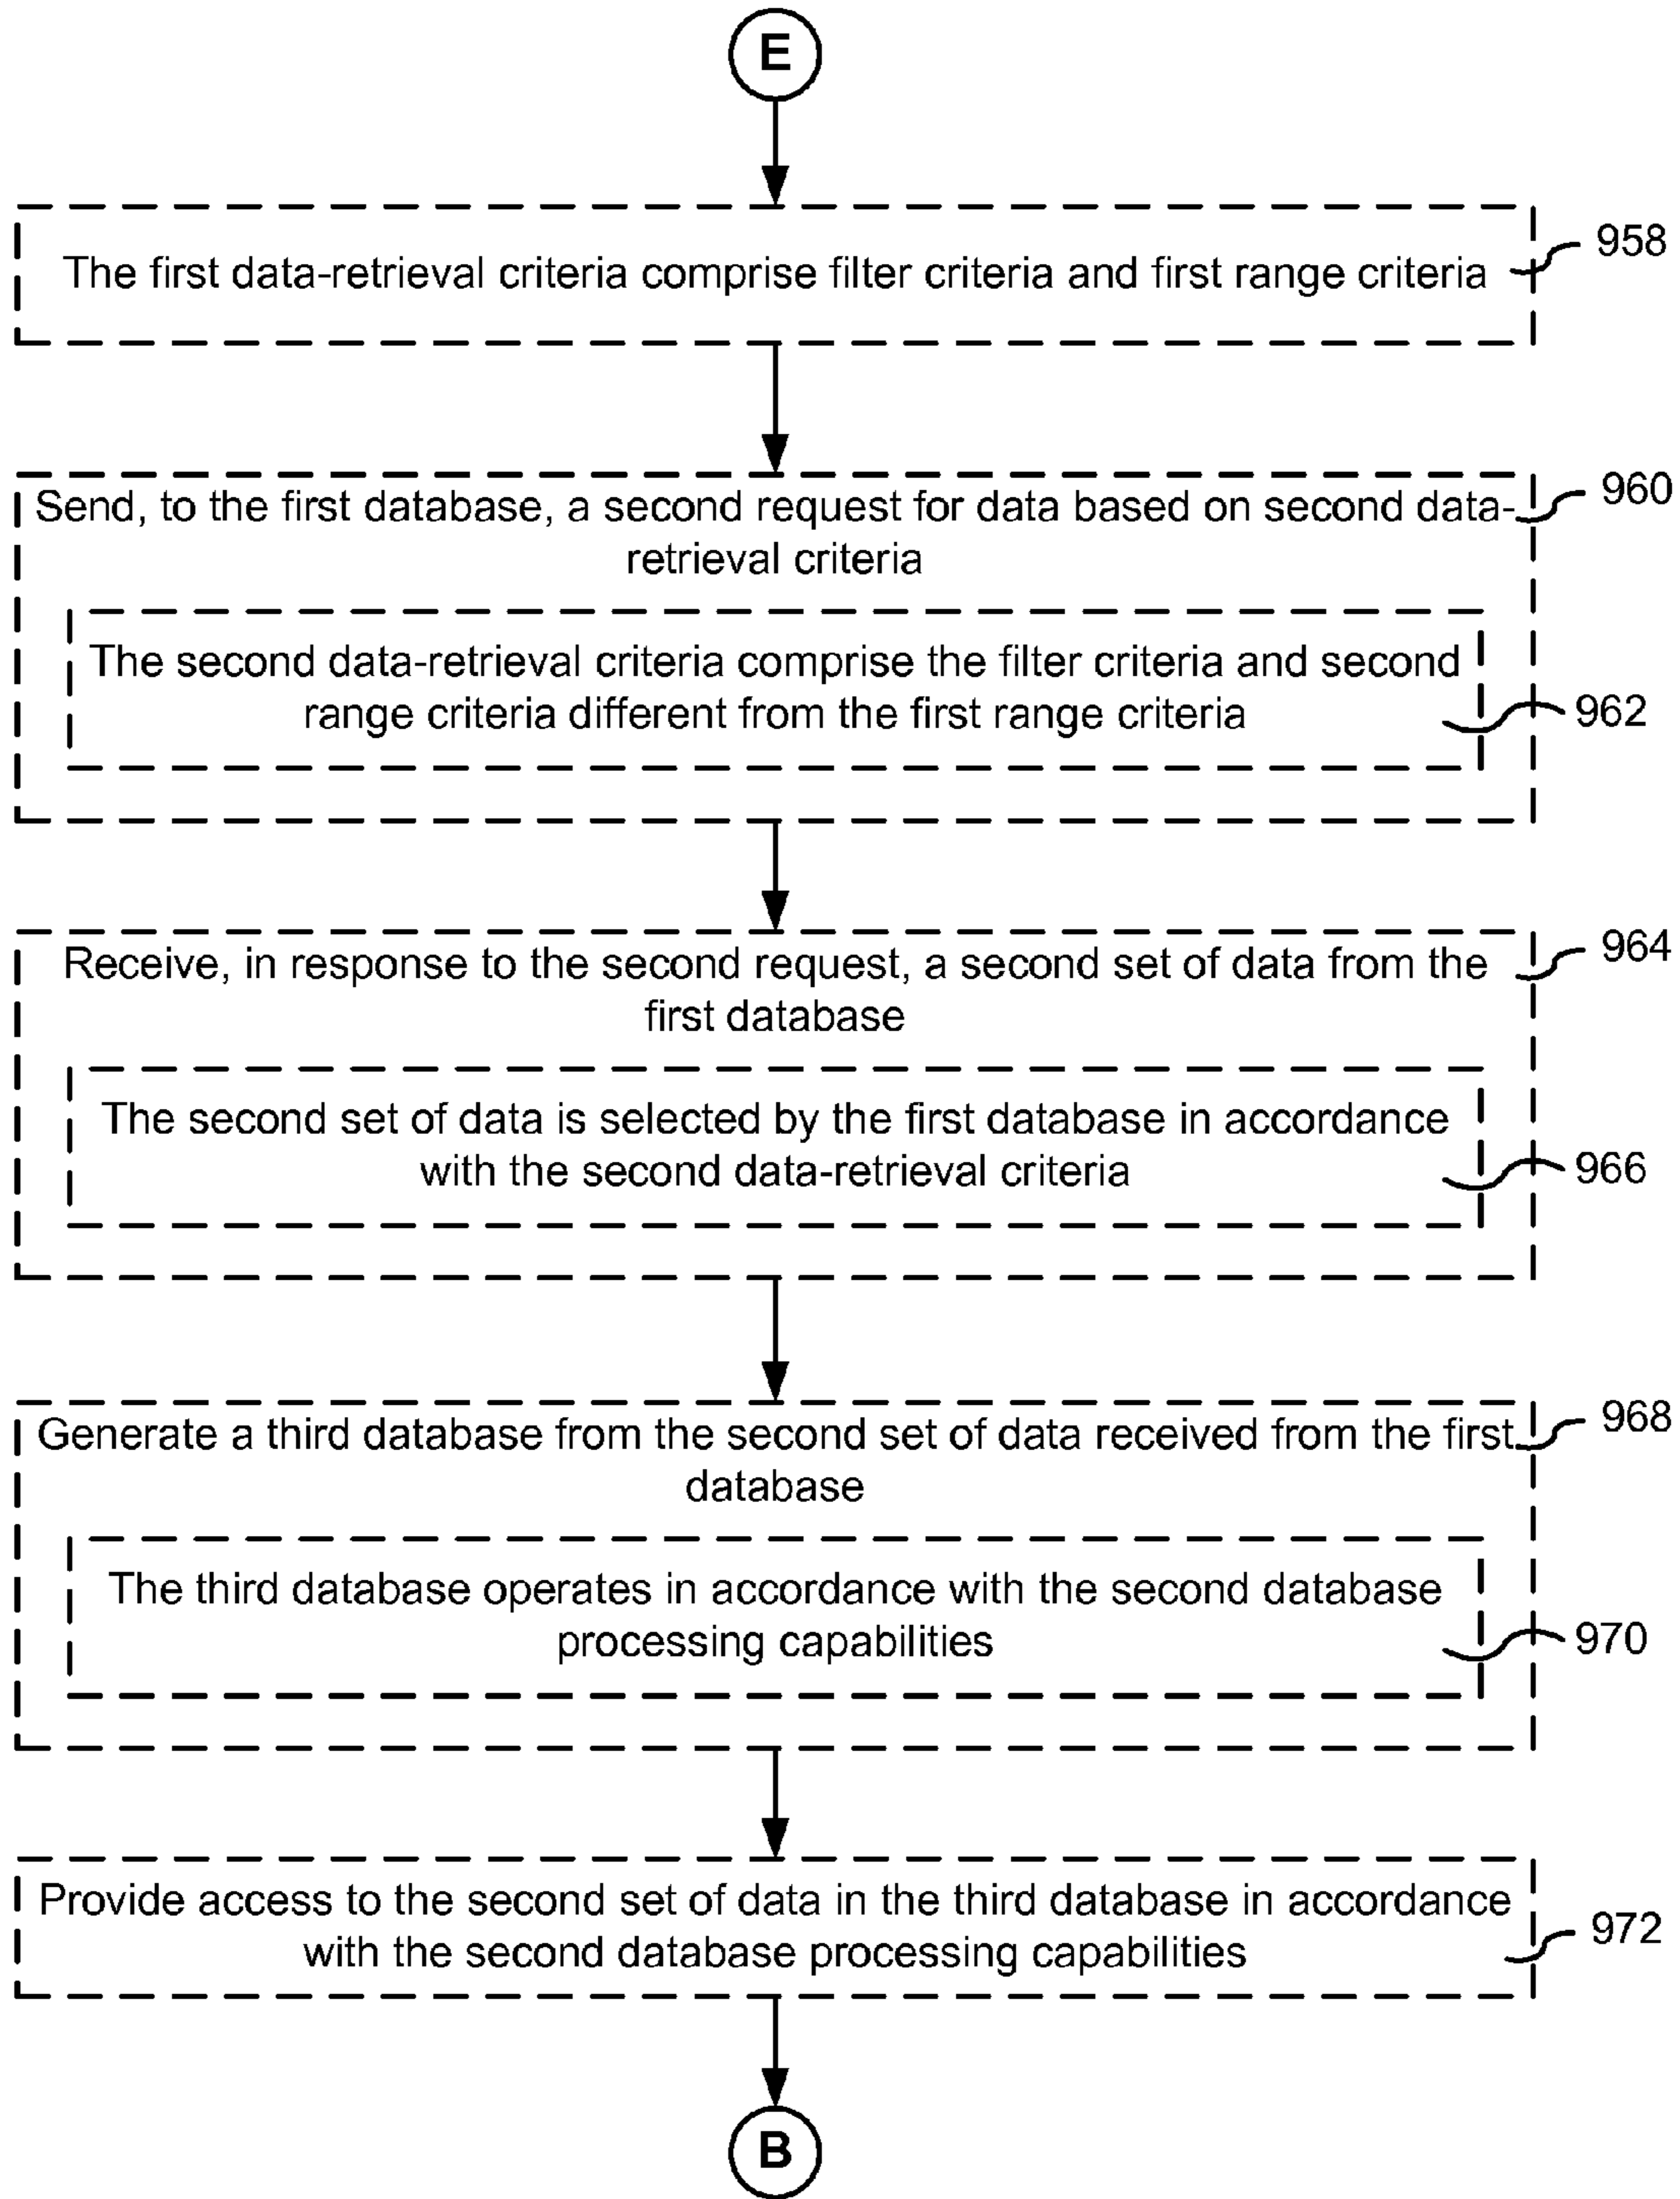 E
The first data-retrieval criteria comprise filter criteria and first range criteria
958
Send, to the first database, a second request for data based on second data-
retrieval criteria
960
The second data-retrieval criteria comprise the filter criteria and second
range criteria different from the first range criteria
962
Receive, in response to the second request, a second set of data from the
first database
964
The second set of data is selected by the first database in accordance
with the second data-retrieval criteria
966
Generate a third database from the second set of data received from the first
database
968
The third database operates in accordance with the second database
processing capabilities
970
Provide access to the second set of data in the third database in accordance
with the second database processing capabilities
972
B